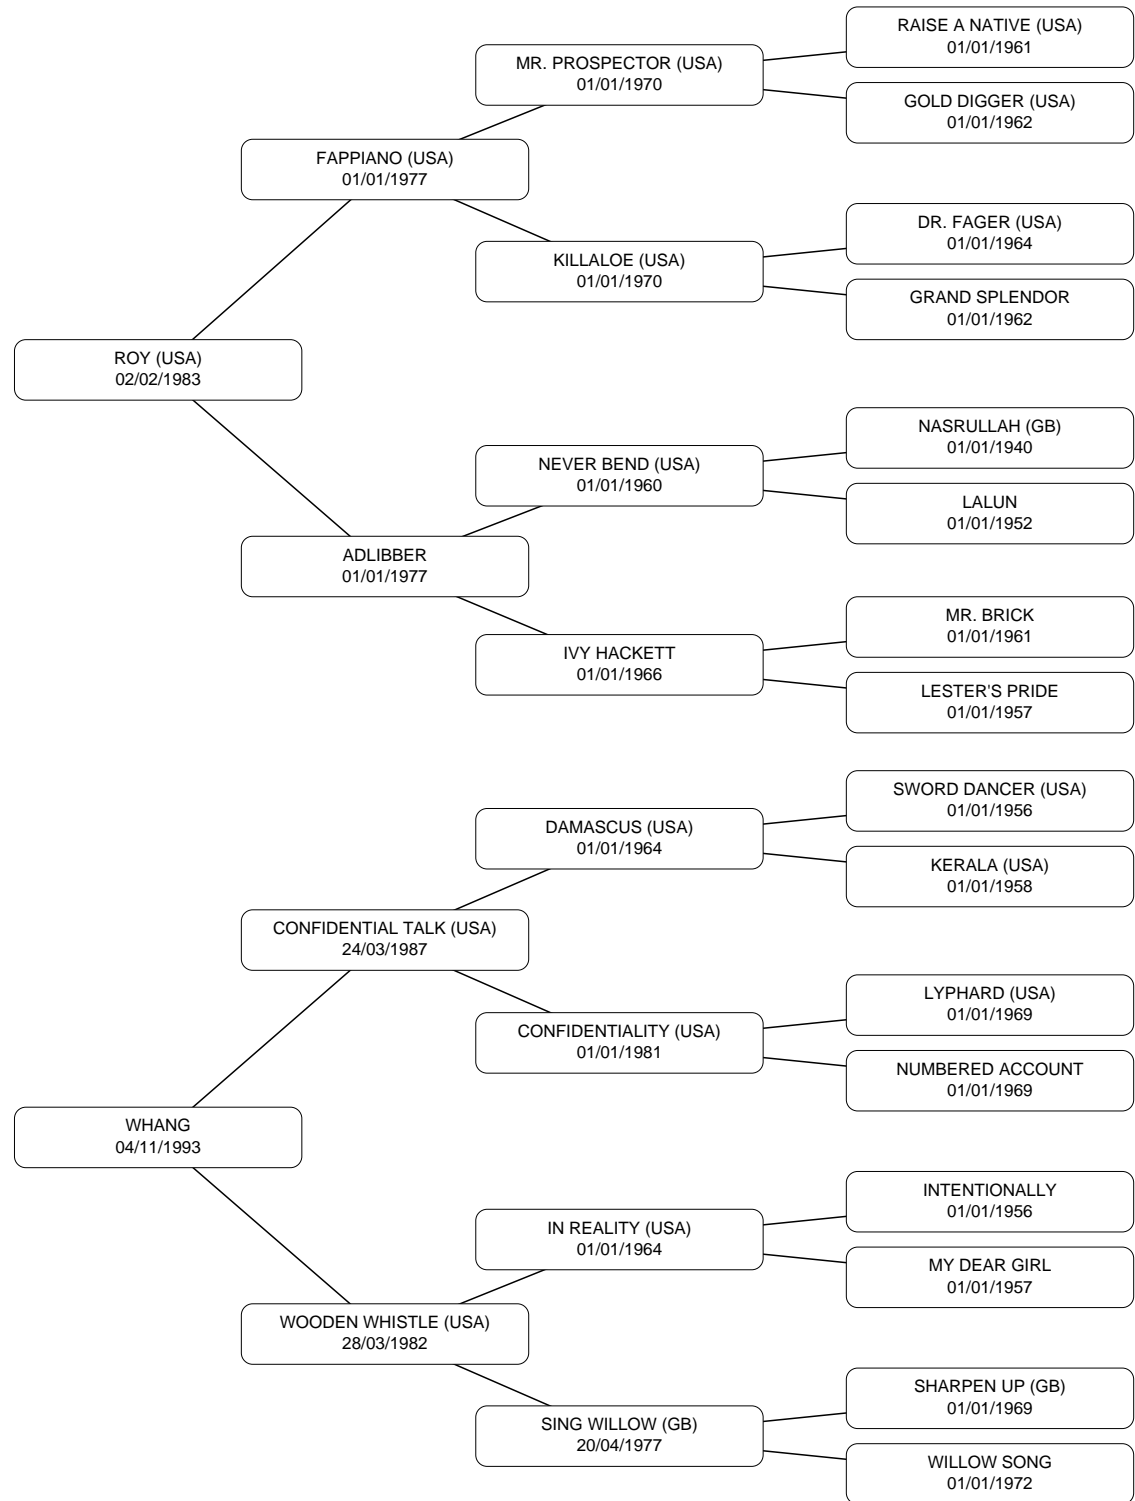 RAISE A NATIVE (USA)
01/01/1961
MR. PROSPECTOR (USA)
01/01/1970
GOLD DIGGER (USA)
01/01/1962
FAPPIANO (USA)
01/01/1977
DR. FAGER (USA)
01/01/1964
KILLALOE (USA)
01/01/1970
GRAND SPLENDOR
01/01/1962
ROY (USA)
02/02/1983
NASRULLAH (GB)
01/01/1940
NEVER BEND (USA)
01/01/1960
LALUN
01/01/1952
ADLIBBER
01/01/1977
MR. BRICK
01/01/1961
IVY HACKETT
01/01/1966
LESTER'S PRIDE
01/01/1957
SWORD DANCER (USA)
01/01/1956
DAMASCUS (USA)
01/01/1964
KERALA (USA)
01/01/1958
CONFIDENTIAL TALK (USA)
24/03/1987
LYPHARD (USA)
01/01/1969
CONFIDENTIALITY (USA)
01/01/1981
NUMBERED ACCOUNT
01/01/1969
WHANG
04/11/1993
INTENTIONALLY
01/01/1956
IN REALITY (USA)
01/01/1964
MY DEAR GIRL
01/01/1957
WOODEN WHISTLE (USA)
28/03/1982
SHARPEN UP (GB)
01/01/1969
SING WILLOW (GB)
20/04/1977
WILLOW SONG
01/01/1972